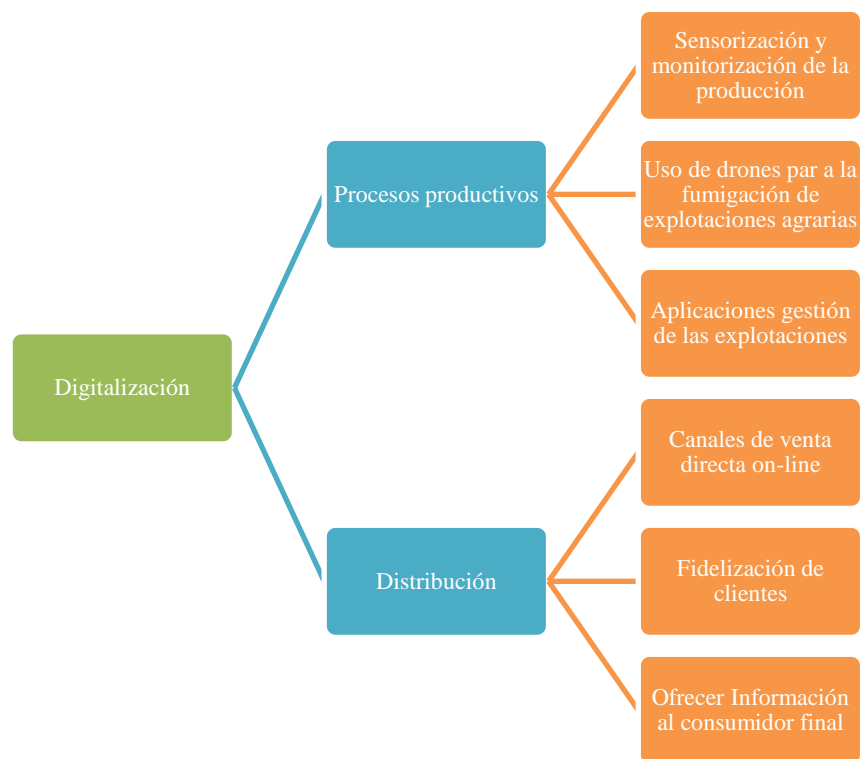 Sensorización y
monitorización de la
producción
Procesos productivos
Uso de drones par a la
fumigación de
explotaciones agrarias
Aplicaciones gestión
de las explotaciones
Digitalización
Canales de venta
directa on-line
Distribución
Fidelización de
clientes
Ofrecer Información
al consumidor final